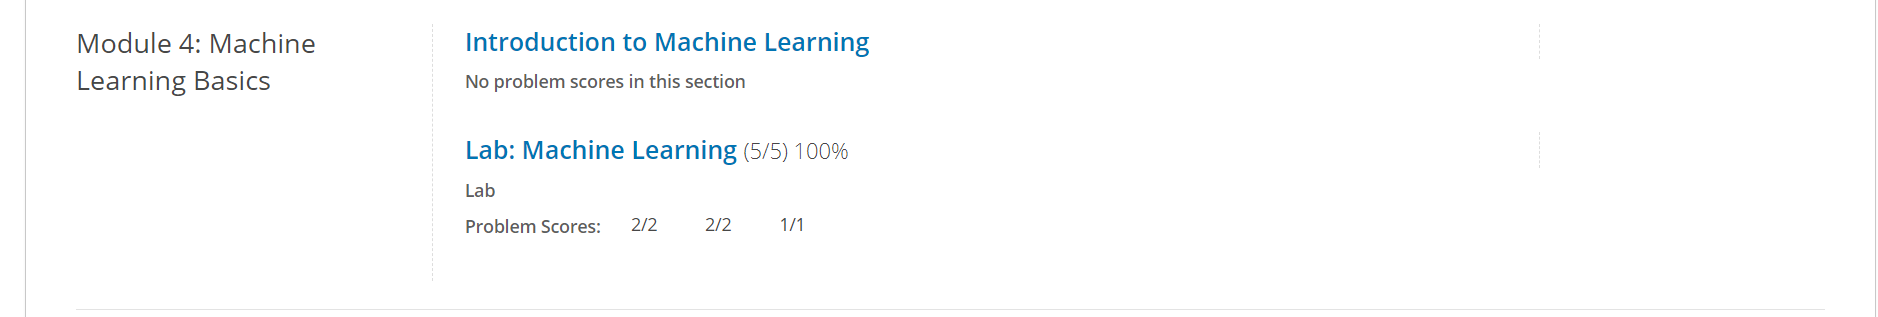 Module 4: Machine
Learning Basics
Introduction to Machine Learning
No problem scores in this section
Lab: Machine Learning (5/5) 100%
Lab
Problem Scores: 2/2 2/2 1/1